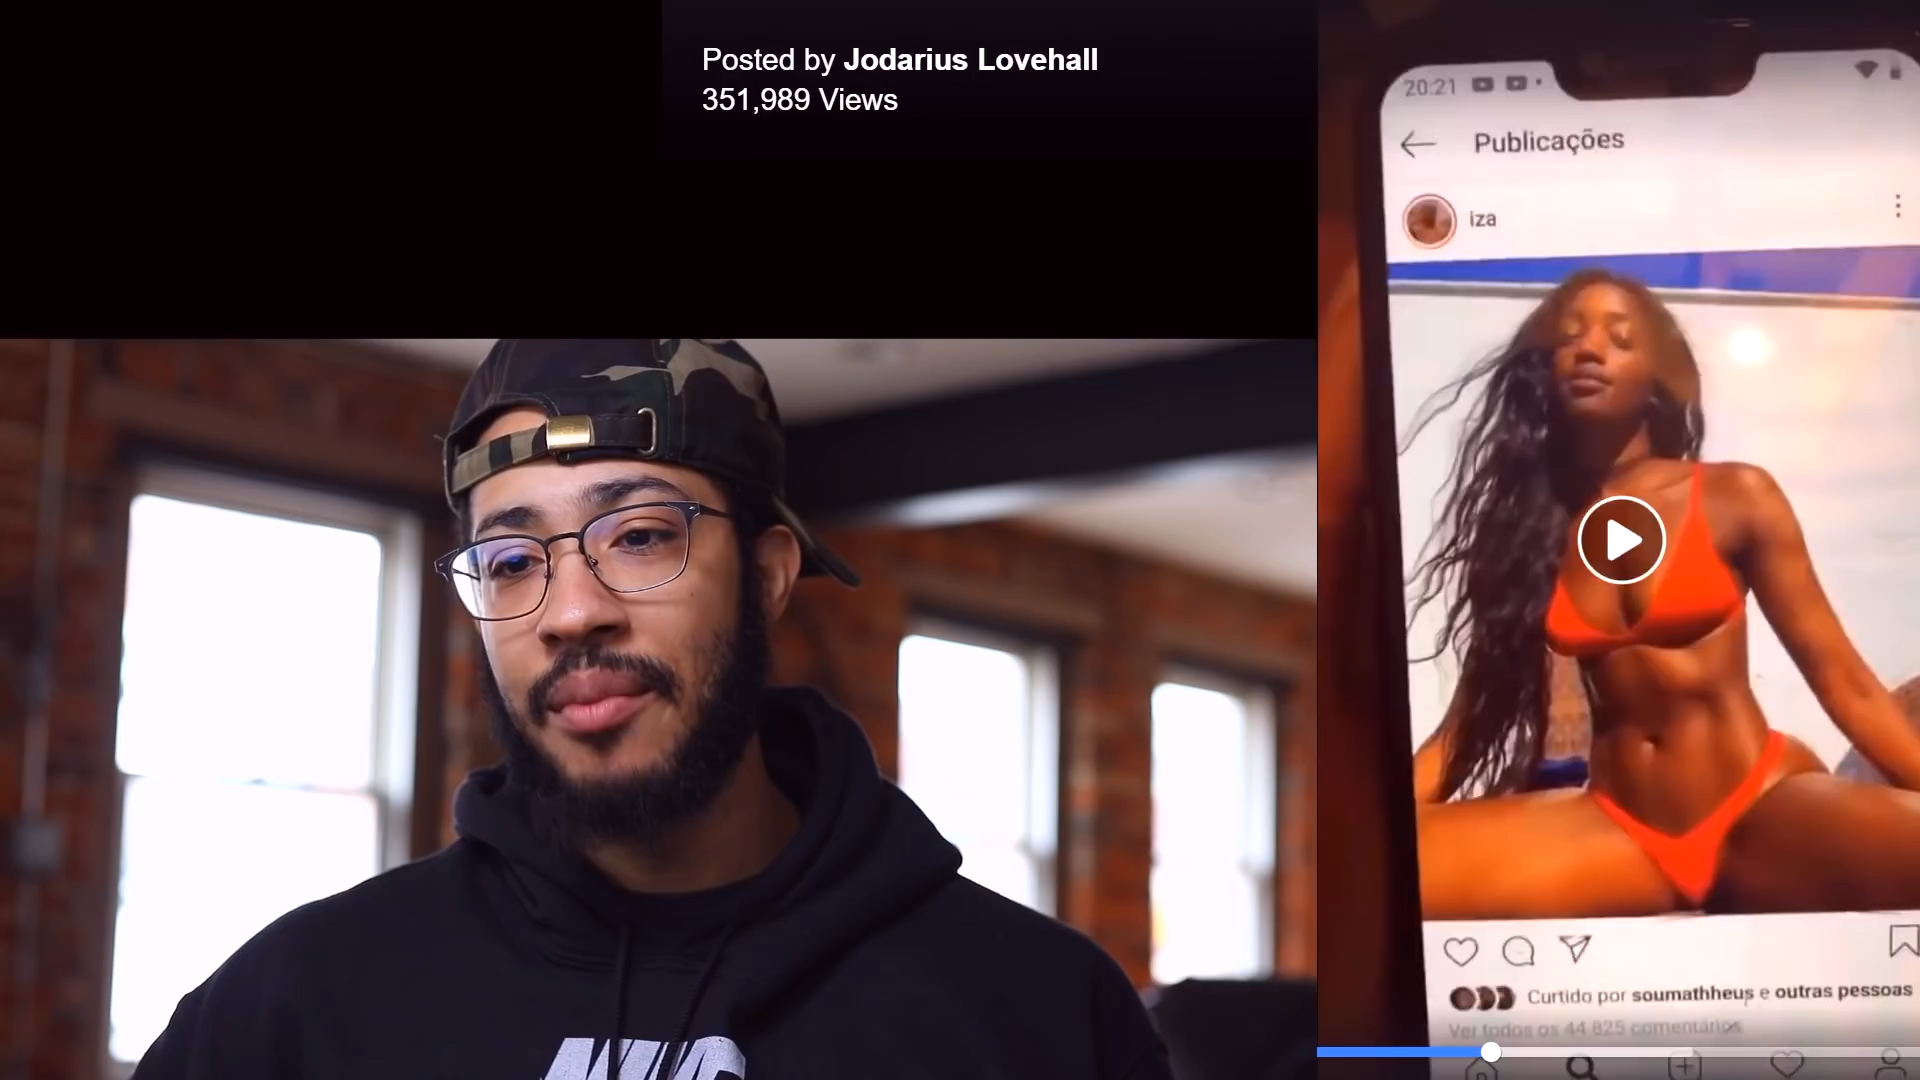 Posted by Jodarius Lovehall
351,989 Views
20:21
Publicações
iza
Curtido por soumathheus e outras pessoas
Ver todos os 44 825 comentários